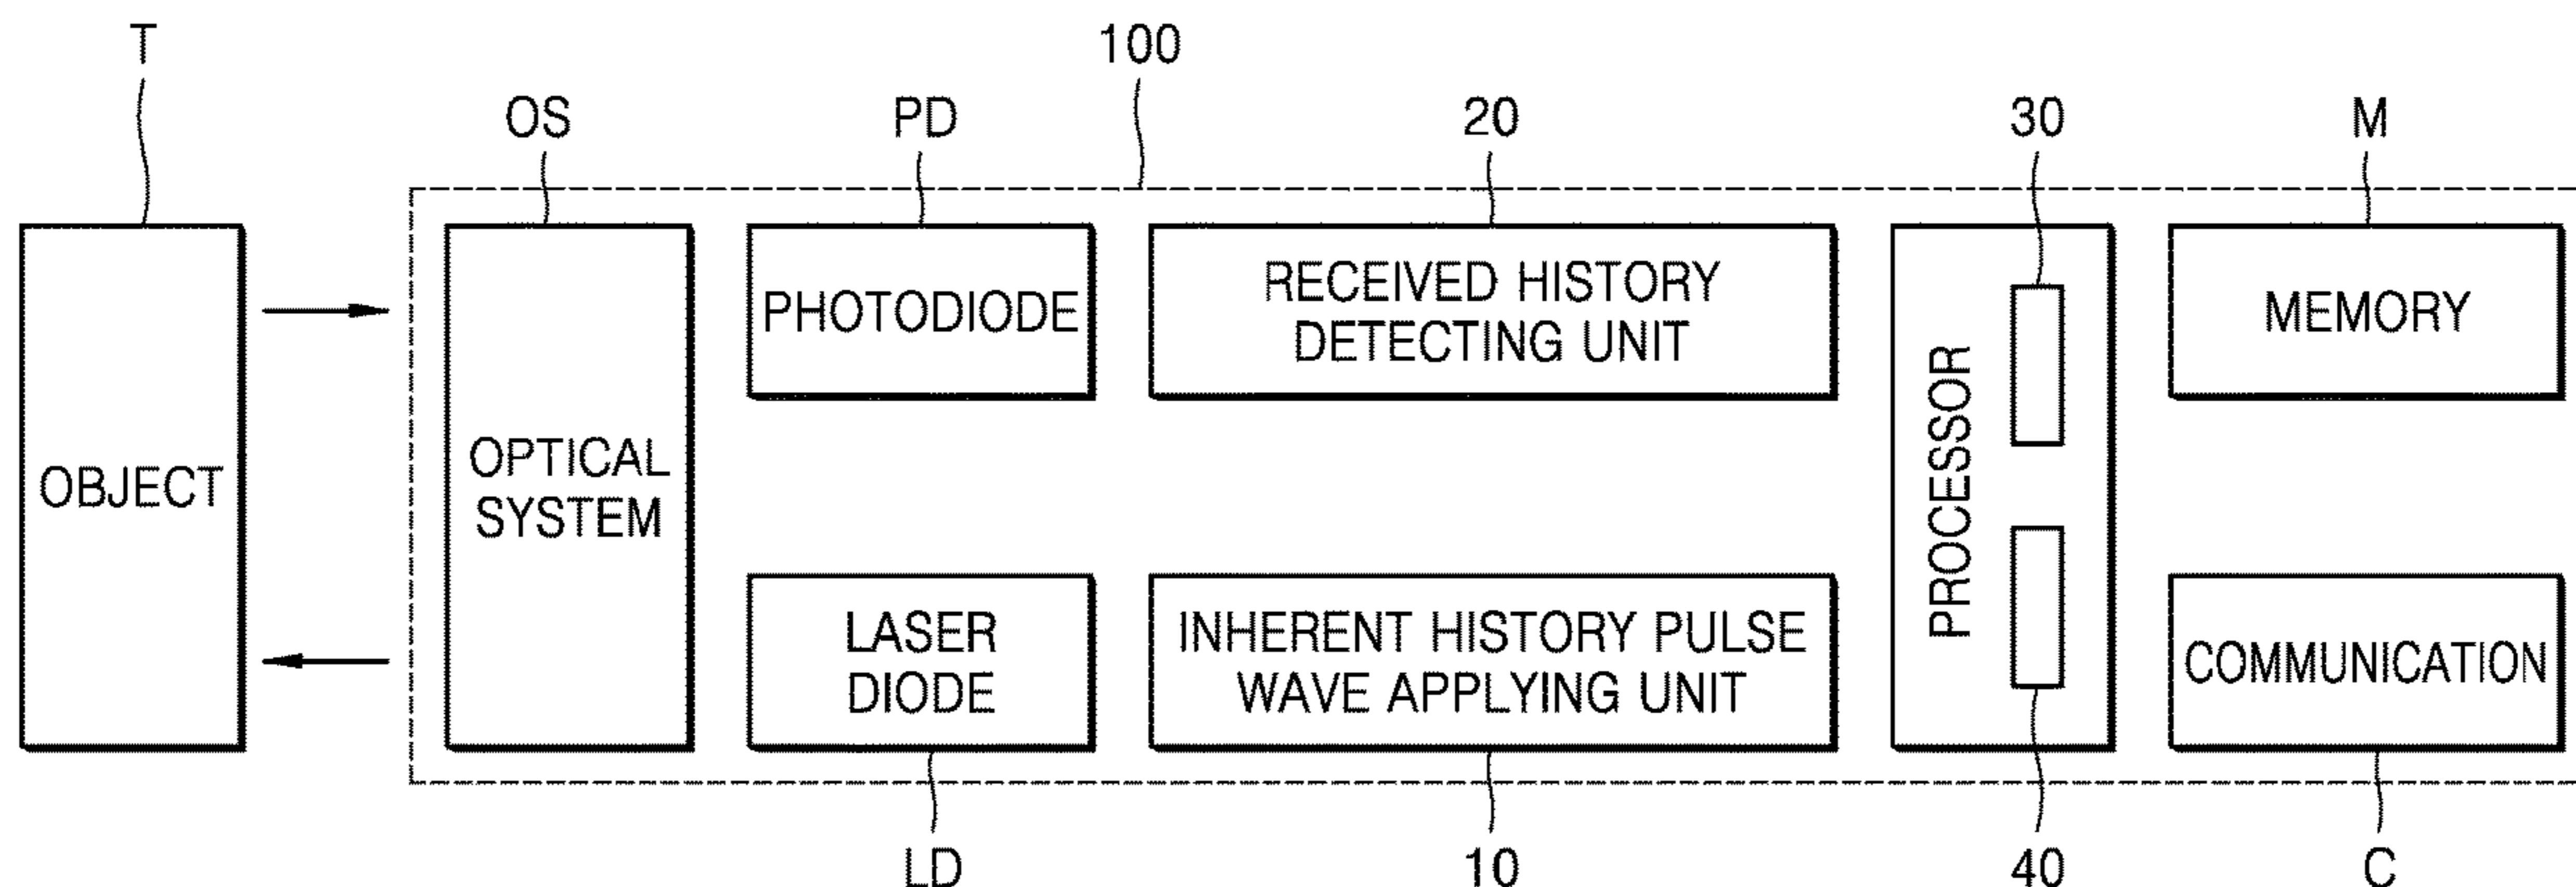 T
100
OS
PD
20
30
M
OBJECT
OPTICAL
SYSTEM
PHOTODIODE
RECEIVED HISTORY
DETECTING UNIT
PROCESSOR
MEMORY
LASER
DIODE
INHERENT HISTORY PULSE
WAVE APPLYING UNIT
COMMUNICATION
LD
10
40
C